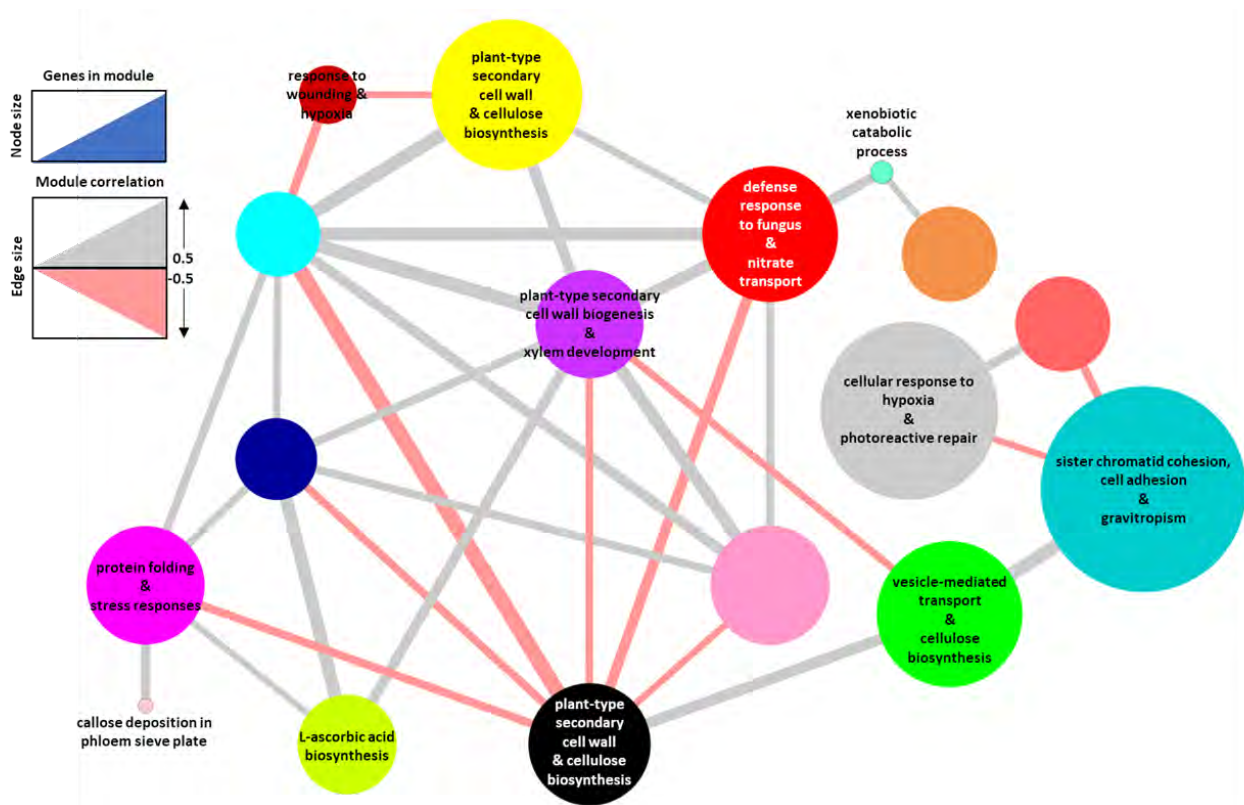 Genes in module
Node size
Module correlation
Edge size
0.5
-0.5
response to
wounding &
hypoxia
plant-type
secondary
cell wall
& cellulose
biosynthesis
xenobiotic
catabolic
process
defense
response
to fungus
&
nitrate
transport
plant-type secondary
cell wall biogenesis
&
xylem development
cellular response to
hypoxia
&
photoreactive repair
sister chromatid cohesion,
cell adhesion
&
gravitropism
protein folding
&
stress responses
vesicle-mediated
transport
&
cellulose
biosynthesis
callose deposition in
phloem sieve plate
L-ascorbic acid
biosynthesis
plant-type
secondary
cell wall
& cellulose
biosynthesis